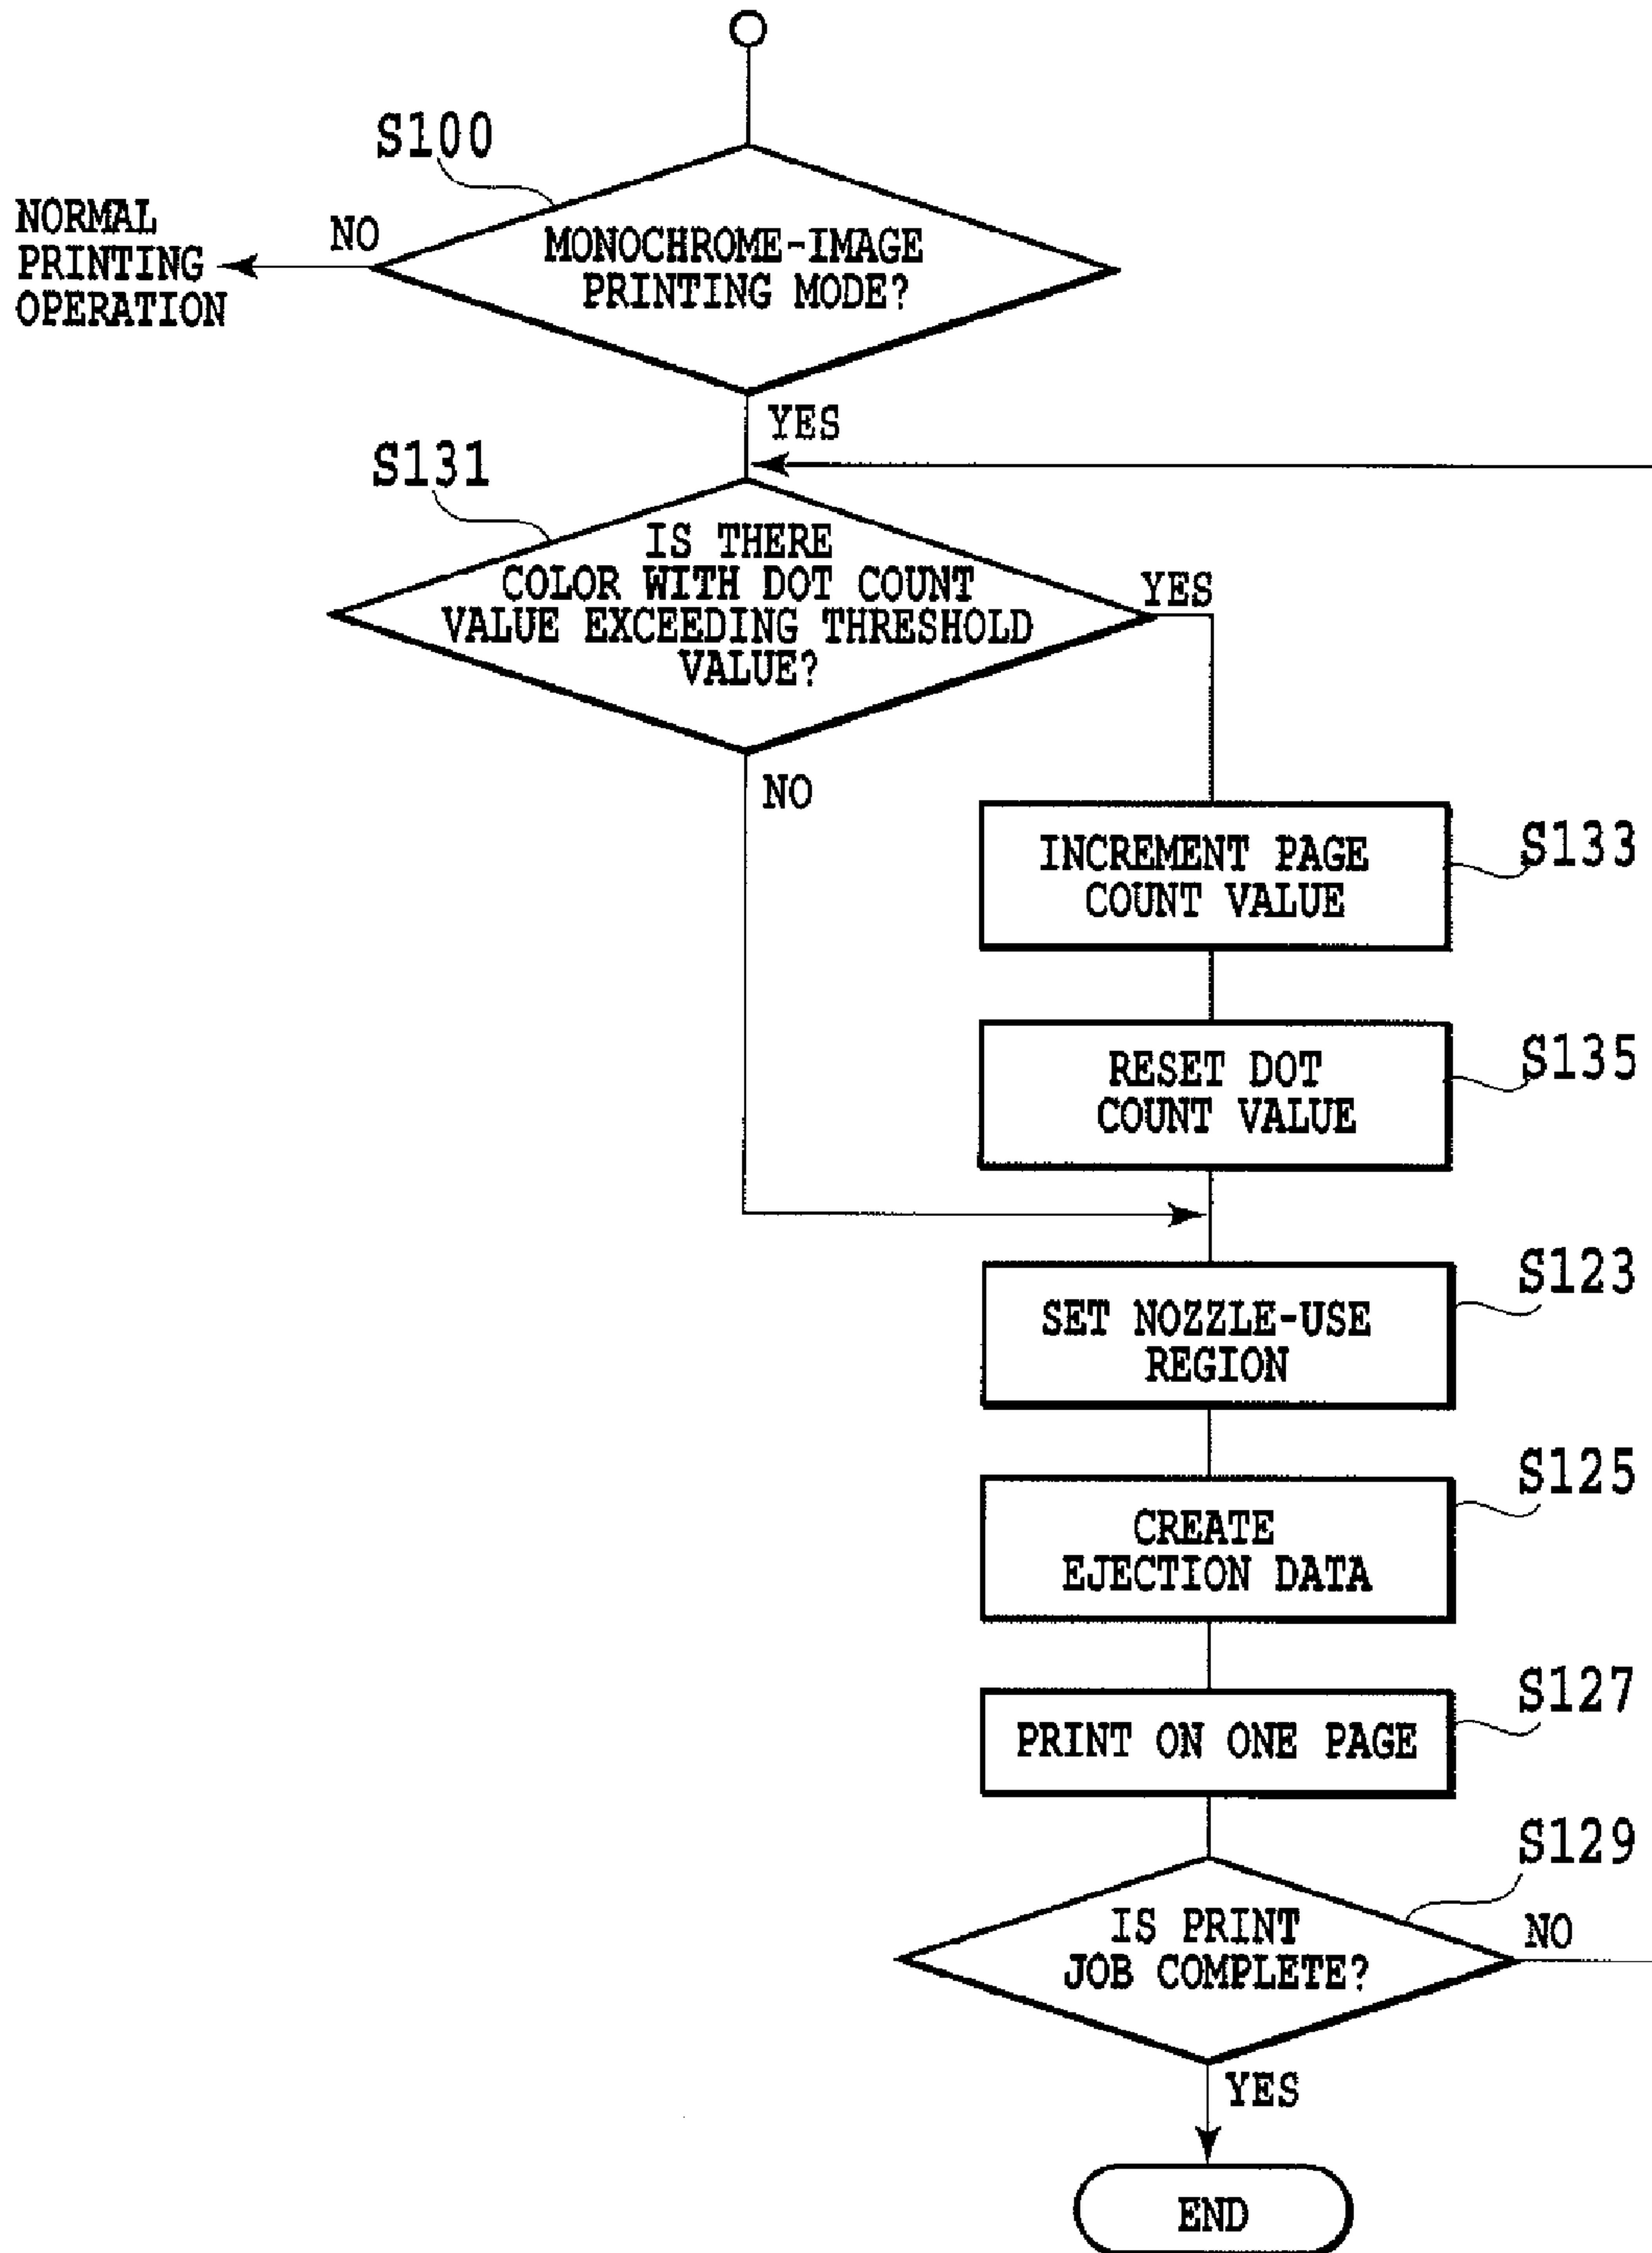 S100
NORMAL
PRINTING
OPERATION
NO
MONOCHROME-IMAGE
PRINTING MODE?
YES
S131
IS THERE
COLOR WITH DOT COUNT
VALUE EXCEEDING THRESHOLD
VALUE?
YES
NO
INCREMENT PAGE
COUNT VALUE
S133
RESET DOT
COUNT VALUE
S135
SET NOZZLE-USE
REGION
S123
CREATE
EJECTION DATA
S125
PRINT ON ONE PAGE
S127
S129
IS PRINT
JOB COMPLETE?
NO
YES
END